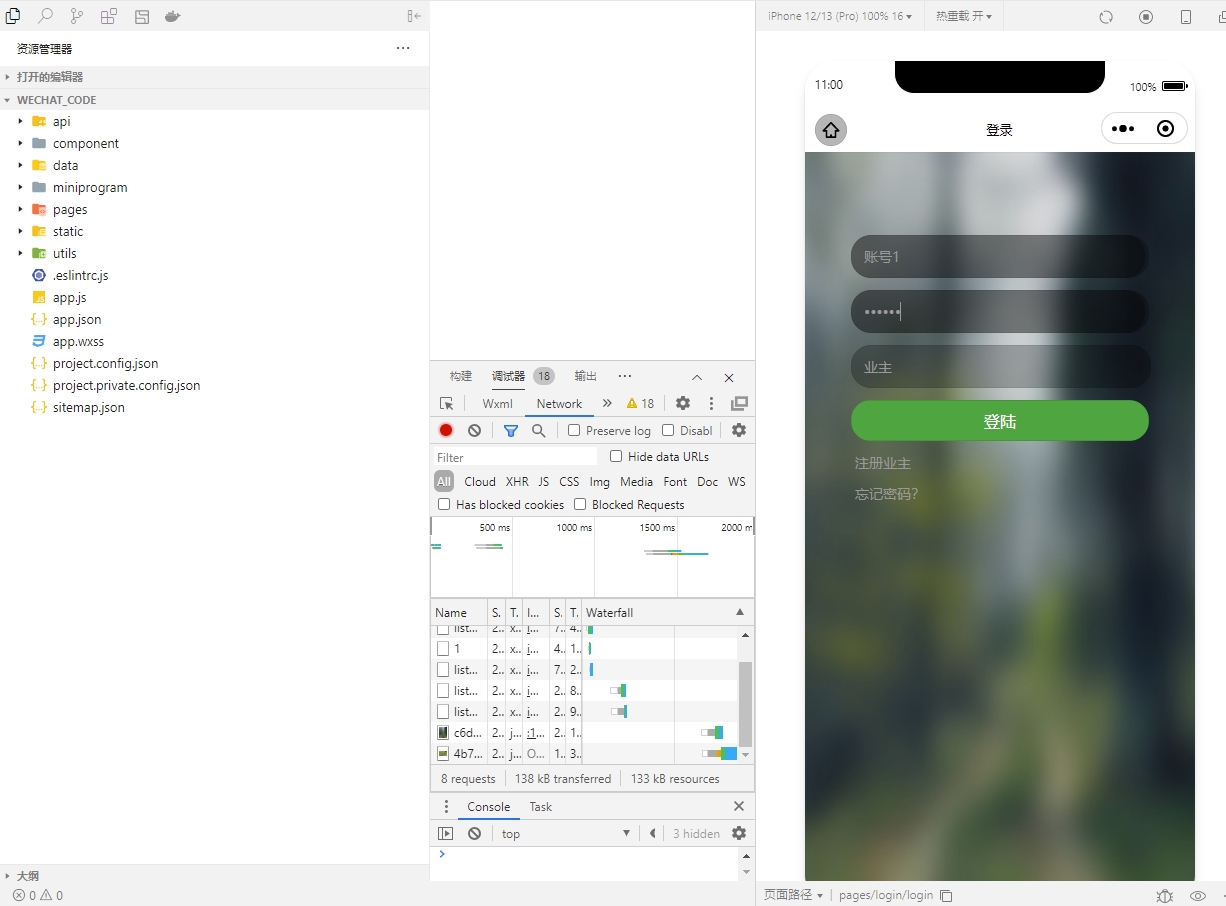 资源管理器
打开的编辑器
WECHAT_CODE
api
component
data
miniprogram
pages
static
utils
.eslintrc.js
app.js
app.json
app.wxss
project.config.json
project.private.config.json
sitemap.json
大纲
0 0
构建 调试器 18 输出
Wxml Network 18
Preserve log Disabl
Filter Hide data URLs
All Cloud XHR JS CSS Img Media Font Doc WS
Has blocked cookies Blocked Requests
500 ms 1000 ms 1500 ms 2000 m
Name S. T. I... S. T. Waterfall
list... 2.. x.. j... 7.. 4..
1 2.. x.. j... 4.. 1..
list... 2.. x.. j... 7.. 2..
list... 2.. x.. j... 2.. 8..
list... 2.. x.. j... 2.. 9..
c6d... 2.. j... :1... 2.. 1..
4b7... 2.. j... O... 1.. 3..
8 requests 138 kB transferred 133 kB resources
Console Task
top 3 hidden
iPhone 12/13 (Pro) 100% 16 热重载 开
11:00 100%
登录
账号1
••••••
业主
登陆
注册业主
忘记密码?
页面路径 pages/login/login